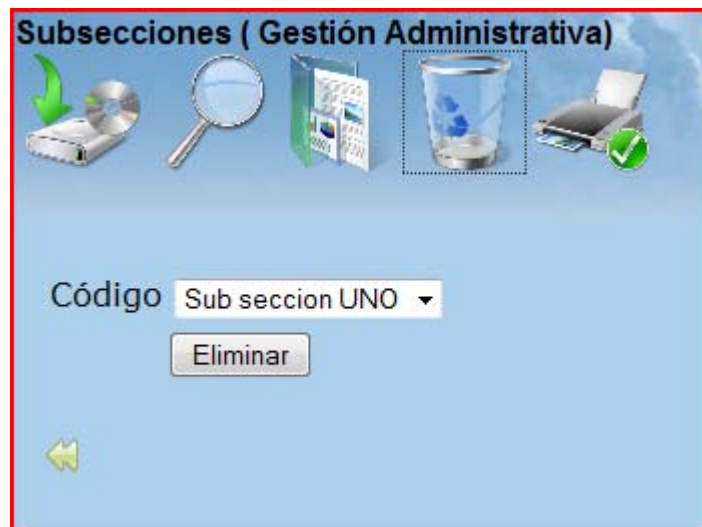 Subsecciones ( Gestión Administrativa)
Código Sub seccion UNO
Eliminar